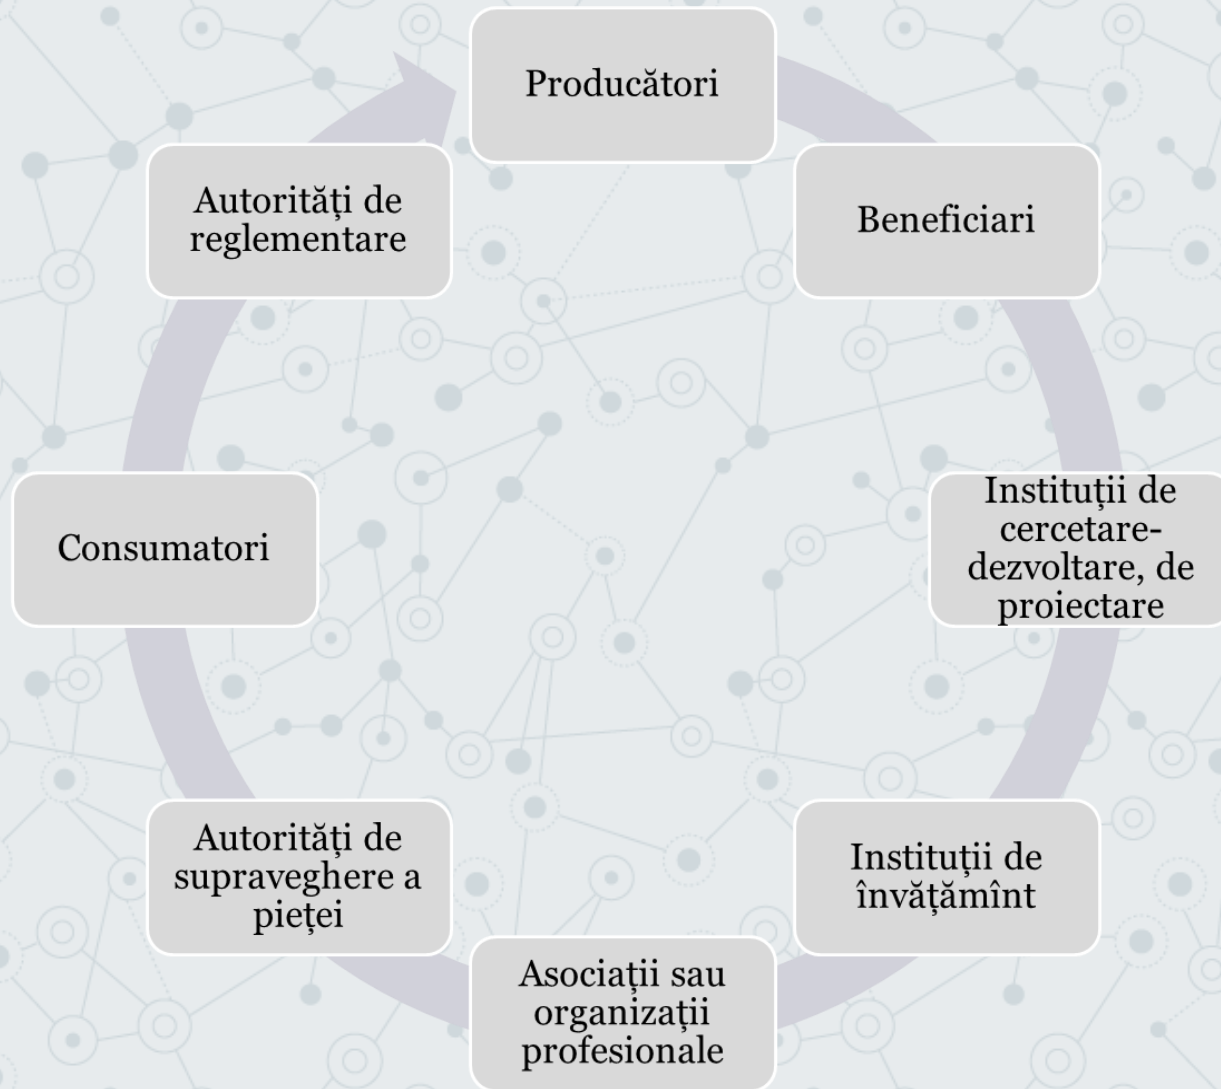 Producători
Beneficiari
Instituții de
cercetare-
dezvoltare, de
proiectare
Instituții de
învățămînt
Asociații sau
organizații
profesionale
Autorități de
supraveghere a
pieței
Consumatori
Autorități de
reglementare